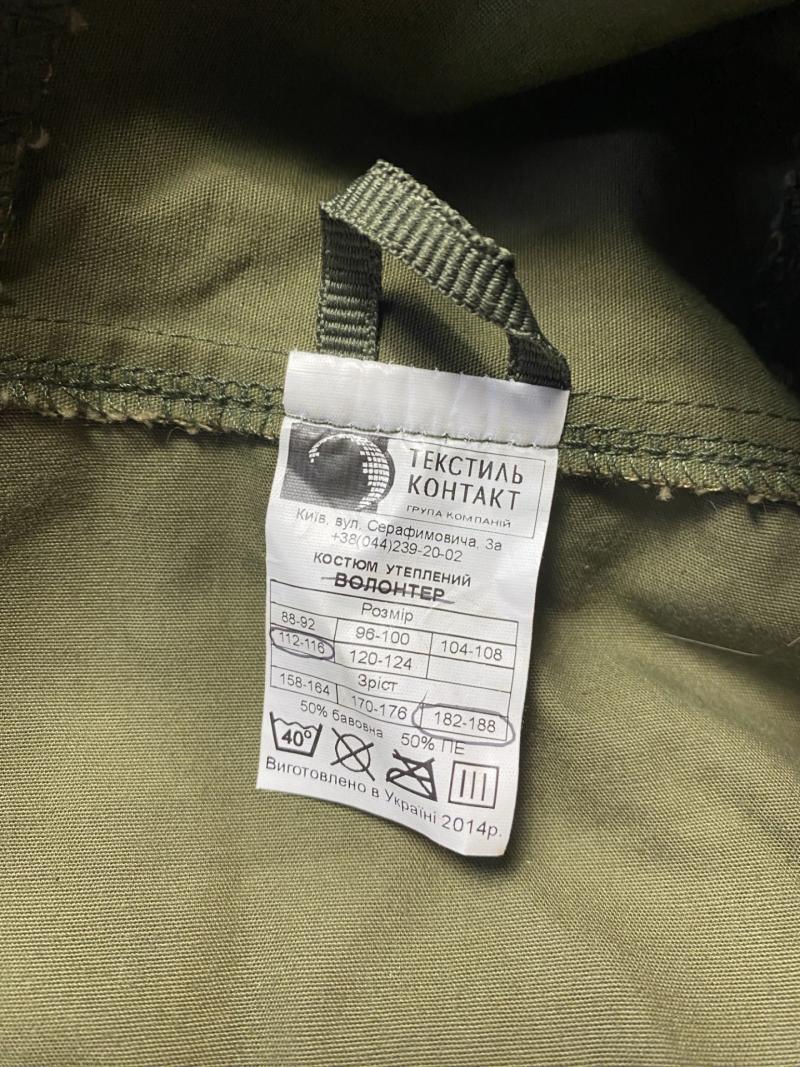 ТЕКСТИЛЬ
КОНТАКТ
ГРУПА КОМПАНІЙ
Київ, вул. Серафимовича, 3а
+38(044)239-20-02
КОСТЮМ УТЕПЛЕНИЙ
ВОЛОНТЕР
Розмір
88-92 96-100 104-108
112-116 120-124
Зріст
158-164 170-176 182-188
50% бавовна 50% ПЕ
40°
Виготовлено в Україні 2014р.